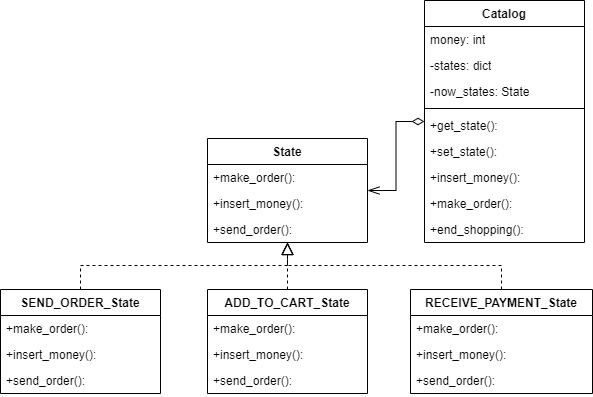 Catalog
money: int
-states: dict
-now_states: State
+get_state():
+set_state():
+insert_money():
+make_order():
+end_shopping():
State
+make_order():
+insert_money():
+send_order():
SEND_ORDER_State
+make_order():
+insert_money():
+send_order():
ADD_TO_CART_State
+make_order():
+insert_money():
+send_order():
RECEIVE_PAYMENT_State
+make_order():
+insert_money():
+send_order():